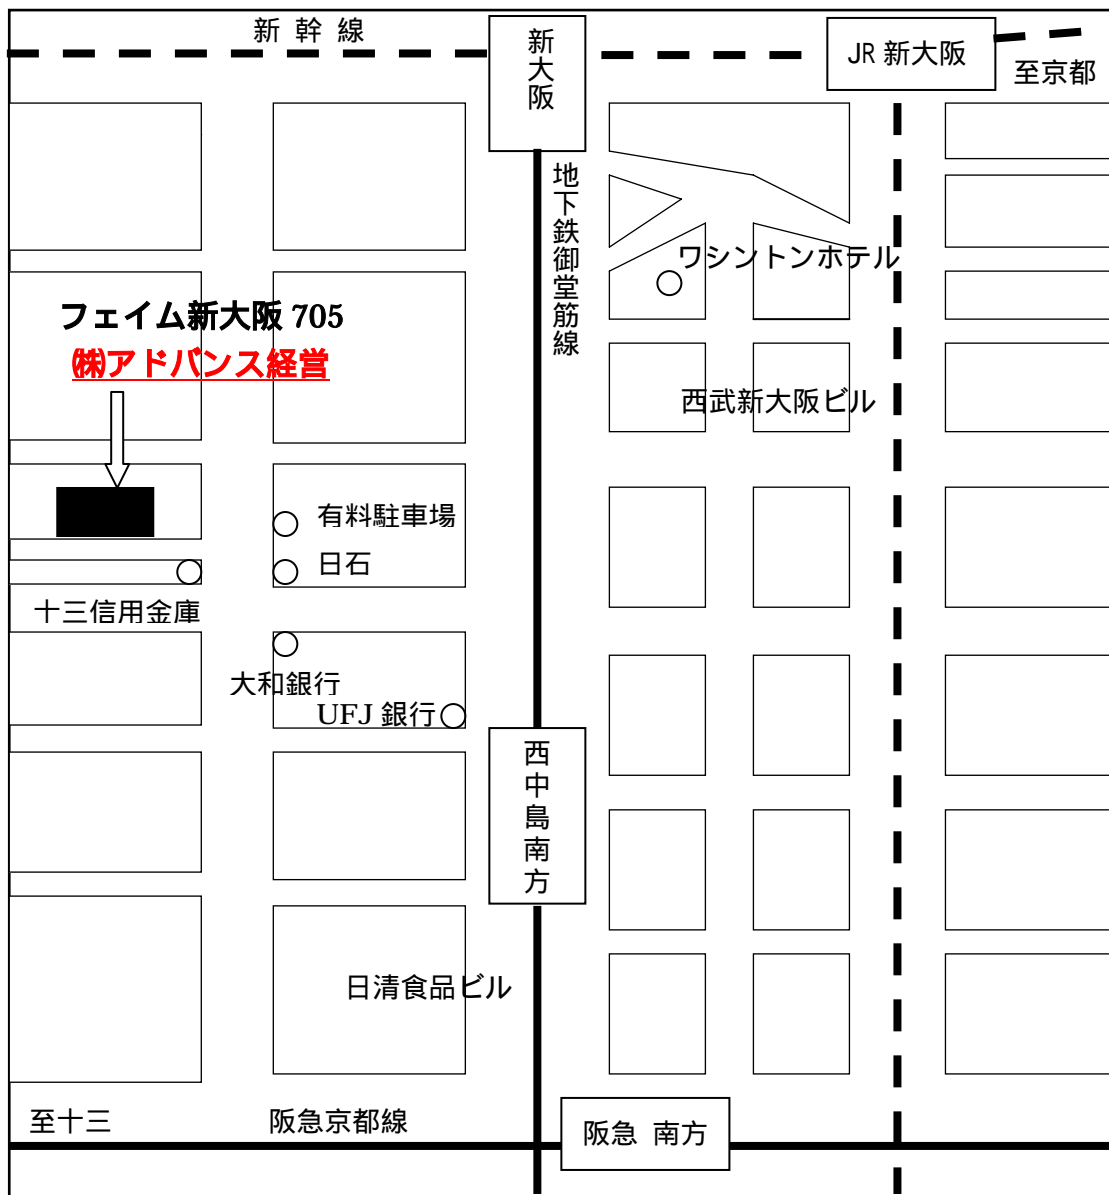 新 幹 線
新大阪
JR 新大阪
至京都
地下鉄御堂筋線
ワシントンホテル
フェイム新大阪 705
㈱アドバンス経営
西武新大阪ビル
有料駐車場
日石
十三信用金庫
大和銀行
UFJ 銀行
西中島南方
日清食品ビル
至十三
阪急京都線
阪急 南方